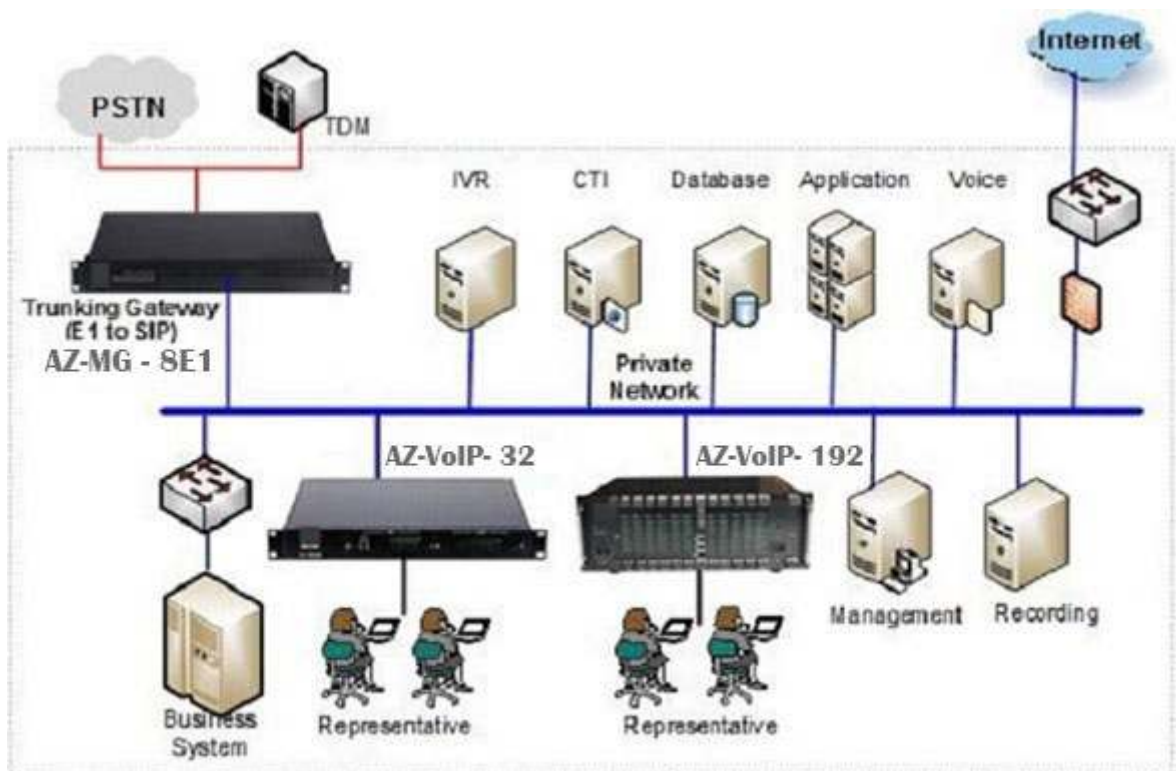 Internet
PSTN
TDM
IVR
CTI
Database
Application
Voice
Trunking Gateway
(E1 to SIP)
AZ-MG - 8E1
Private
Network
AZ-VoIP- 32
AZ-VoIP- 192
Management
Recording
Business
System
Representative
Representative